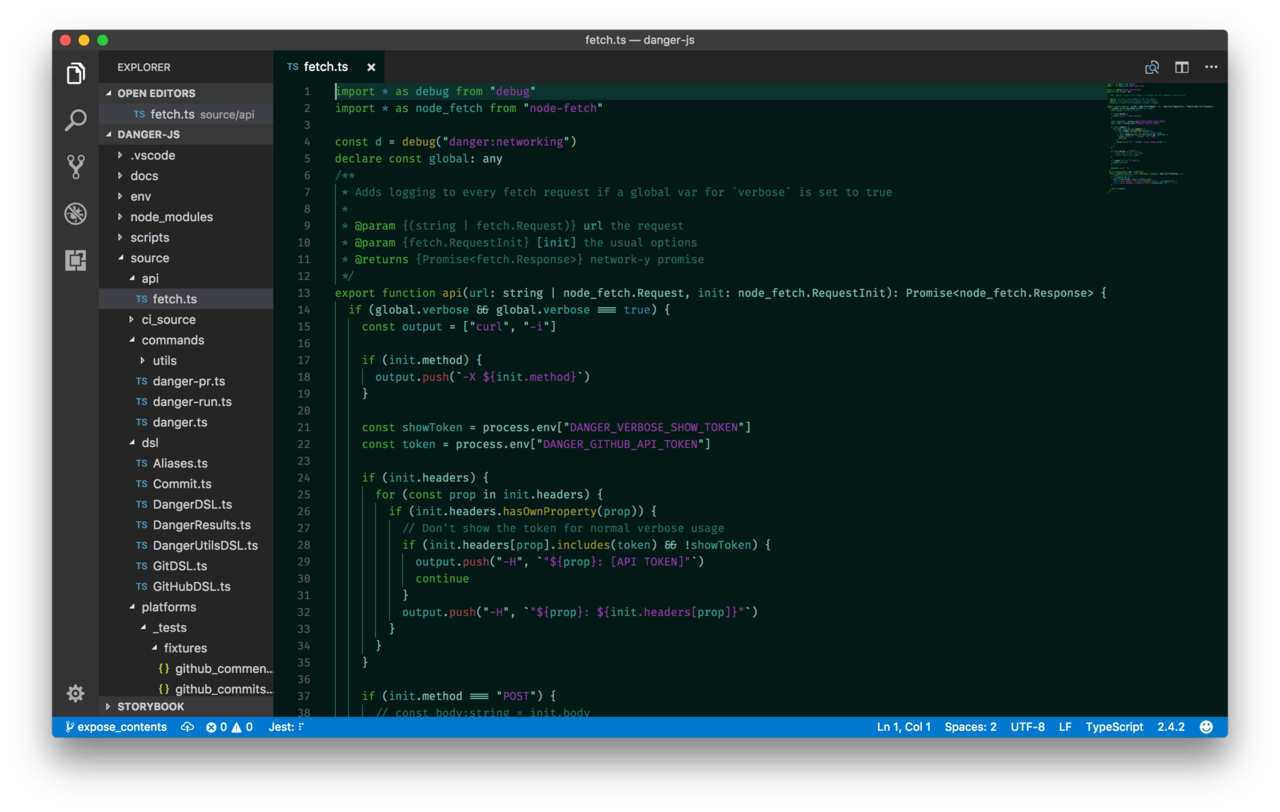 fetch.ts — danger-js
EXPLORER
OPEN EDITORS
TS fetch.ts source/api
DANGER-JS
.vscode
docs
env
node_modules
scripts
source
api
TS fetch.ts
ci_source
commands
utils
TS danger-pr.ts
TS danger-run.ts
TS danger.ts
dsl
TS Aliases.ts
TS Commit.ts
TS DangerDSL.ts
TS DangerResults.ts
TS DangerUtilsDSL.ts
TS GitDSL.ts
TS GitHubDSL.ts
platforms
_tests
fixtures
{} github_commen...
{} github_commits...
STORYBOOK
TS fetch.ts ×
1 import * as debug from "debug"
2 import * as node_fetch from "node-fetch"
3
4 const d = debug("danger:networking")
5 declare const global: any
6 /**
7 * Adds logging to every fetch request if a global var for `verbose` is set to true
8 *
9 * @param {(string | fetch.Request)} url the request
10 * @param {fetch.RequestInit} [init] the usual options
11 * @returns {Promise<fetch.Response>} network-y promise
12 */
13 export function api(url: string | node_fetch.Request, init: node_fetch.RequestInit): Promise<node_fetch.Response> {
14 if (global.verbose && global.verbose === true) {
15 const output = ["curl", "-i"]
16
17 if (init.method) {
18 output.push(`-X ${init.method}`)
19 }
20
21 const showToken = process.env["DANGER_VERBOSE_SHOW_TOKEN"]
22 const token = process.env["DANGER_GITHUB_API_TOKEN"]
23
24 if (init.headers) {
25 for (const prop in init.headers) {
26 if (init.headers.hasOwnProperty(prop)) {
27 // Don't show the token for normal verbose usage
28 if (init.headers[prop].includes(token) && !showToken) {
29 output.push("-H", `"${prop}: [API TOKEN]"`)
30 continue
31 }
32 output.push("-H", `"${prop}: ${init.headers[prop]}"`)
33 }
34 }
35 }
36
37 if (init.method === "POST") {
38 // const body:string = init.body
expose_contents 0 0 Jest:
Ln 1, Col 1 Spaces: 2 UTF-8 LF TypeScript 2.4.2